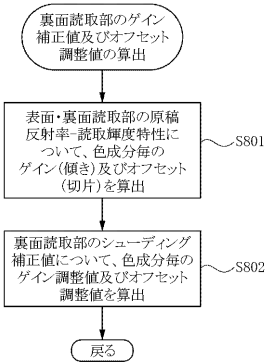 裏面読取部のゲイン
補正値及びオフセット
調整値の算出
表面・裏面読取部の原稿
反射率-読取輝度特性に
ついて、色成分毎の
ゲイン(傾き)及びオフセット
(切片)を算出
S801
裏面読取部のシューディング
補正値について、色成分毎の
ゲイン調整値及びオフセット
調整値を算出
S802
戻る